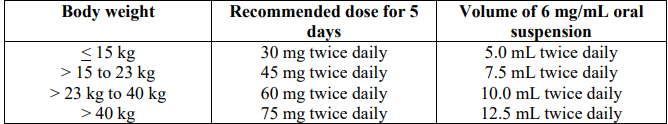 Body weight Recommended dose for 5 days Volume of 6 mg/mL oral suspension
≤ 15 kg 30 mg twice daily 5.0 mL twice daily
> 15 to 23 kg 45 mg twice daily 7.5 mL twice daily
> 23 kg to 40 kg 60 mg twice daily 10.0 mL twice daily
> 40 kg 75 mg twice daily 12.5 mL twice daily